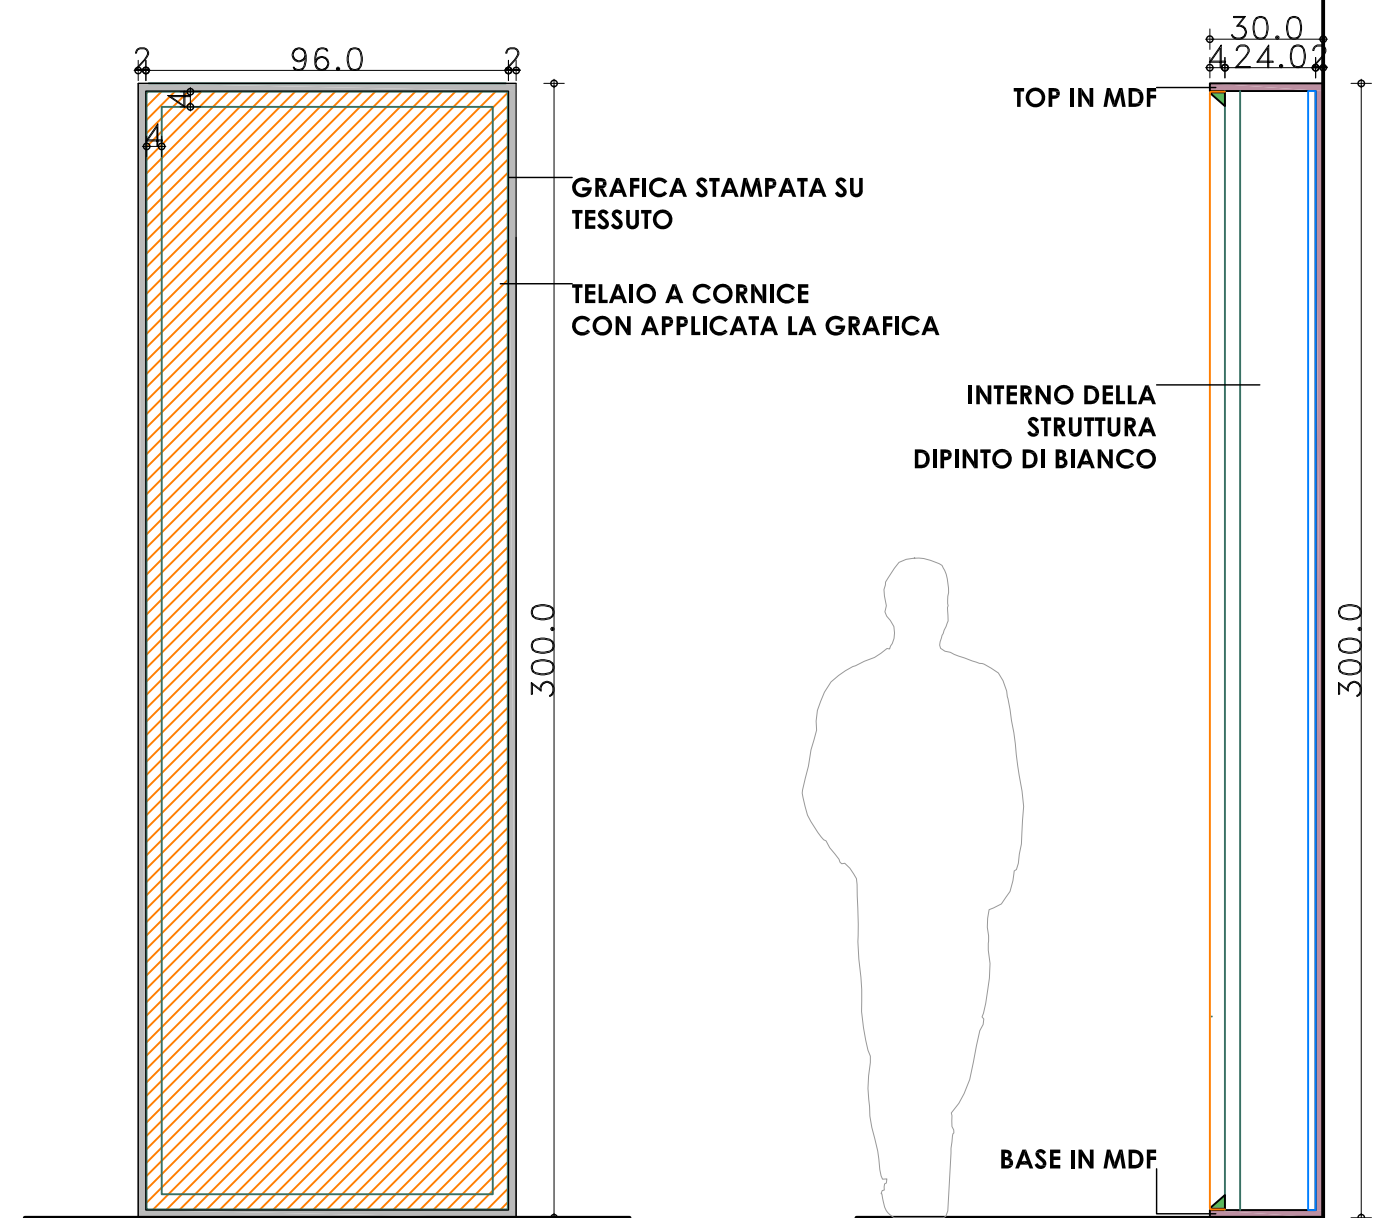 2 96.0 2
4
4
300.0
GRAFICA STAMPATA SU
TESSUTO
TELAIO A CORNICE
CON APPLICATA LA GRAFICA
30.0
4 24.0 2
TOP IN MDF
INTERNO DELLA
STRUTTURA
DIPINTO DI BIANCO
300.0
BASE IN MDF